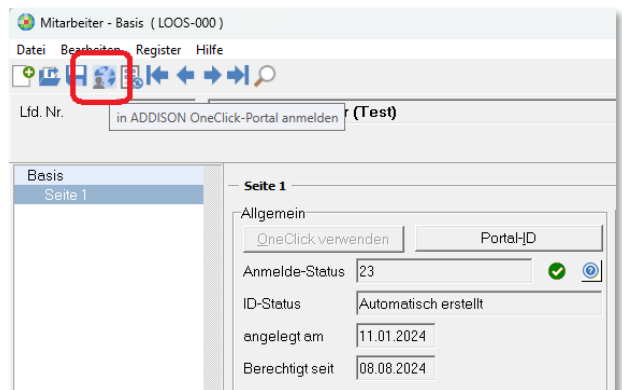 Mitarbeiter - Basis ( LOOS-000 )
Datei Bearbeiten Register Hilfe
Lfd. Nr. (Test)
in ADDISON OneClick-Portal anmelden
Basis
Seite 1
Seite 1
Allgemein
OneClick verwenden Portal-ID
Anmelde-Status 23
ID-Status Automatisch erstellt
angelegt am 11.01.2024
Berechtigt seit 08.08.2024